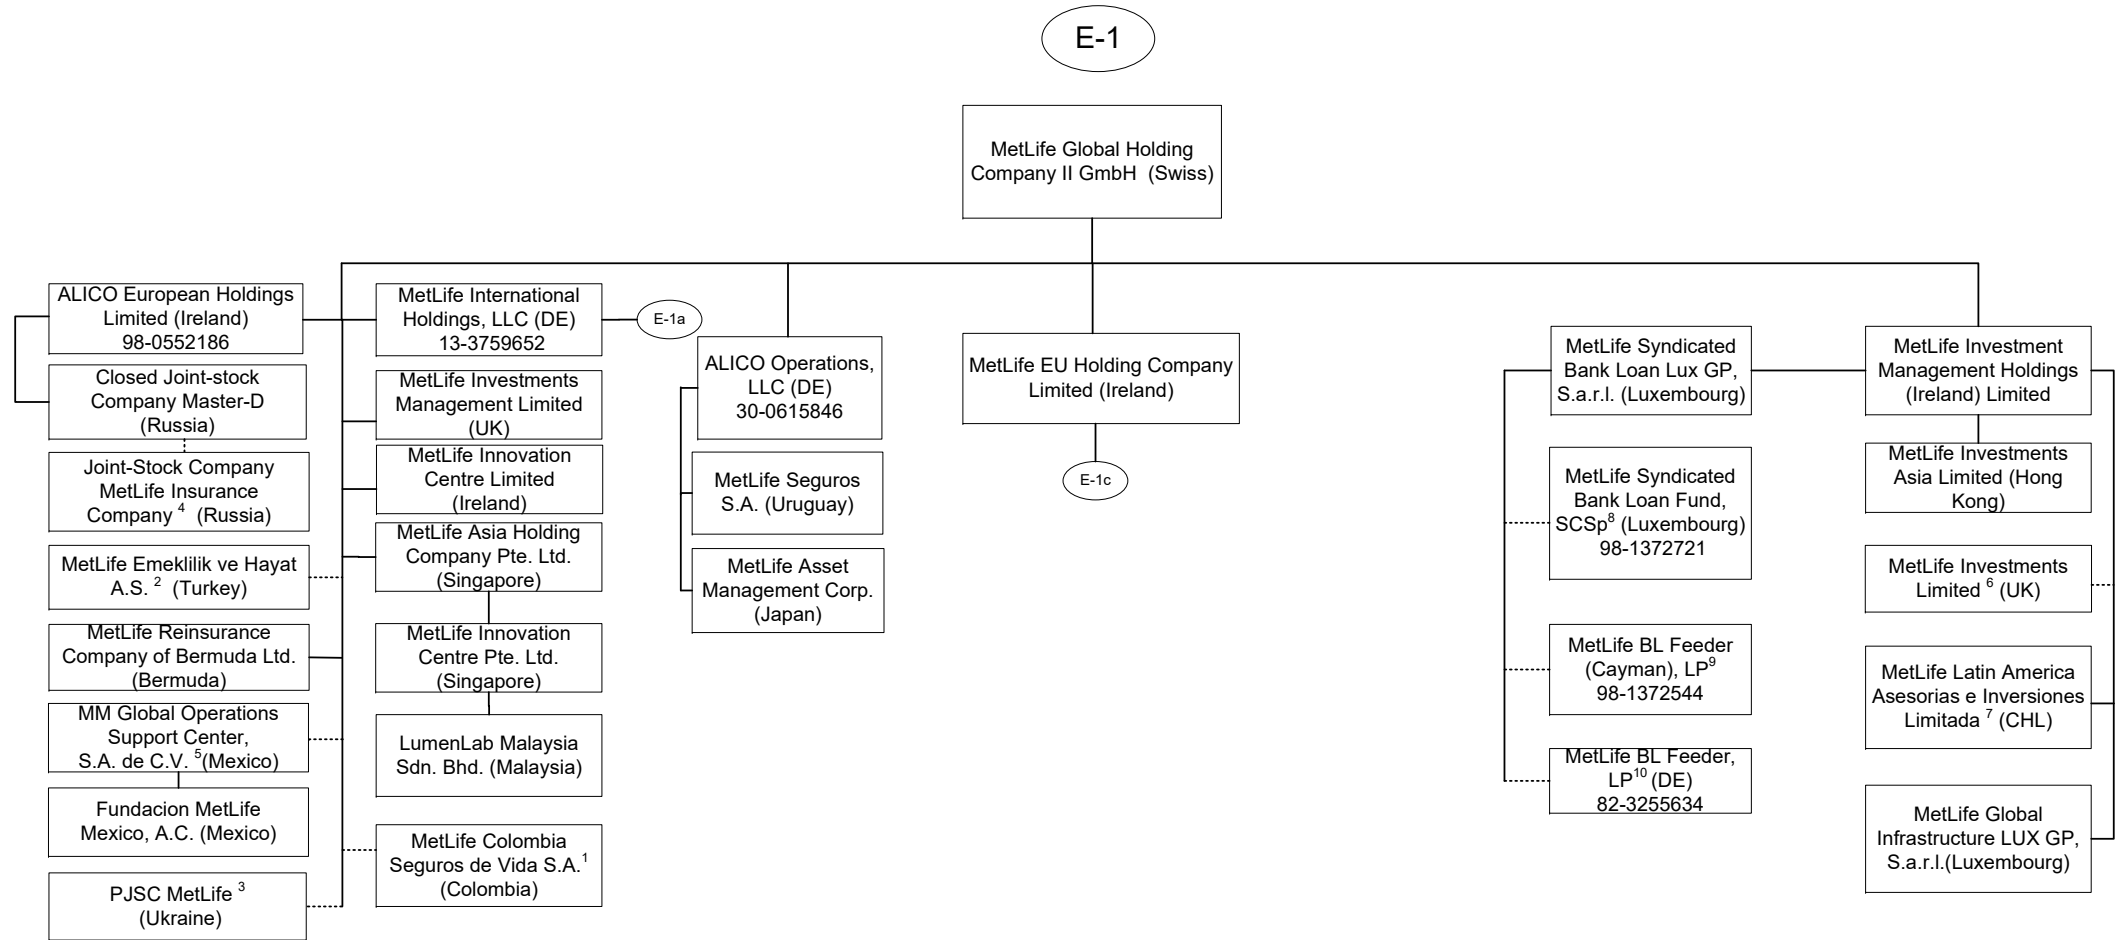 E-1
MetLife Global Holding
Company II GmbH (Swiss)
ALICO European Holdings
Limited (Ireland)
98-0552186
Closed Joint-stock
Company Master-D
(Russia)
Joint-Stock Company
MetLife Insurance
Company 4 (Russia)
MetLife Emeklilik ve Hayat
A.S. 2 (Turkey)
MetLife Reinsurance
Company of Bermuda Ltd.
(Bermuda)
MM Global Operations
Support Center,
S.A. de C.V. 5(Mexico)
Fundacion MetLife
Mexico, A.C. (Mexico)
PJSC MetLife 3
(Ukraine)
MetLife International
Holdings, LLC (DE)
13-3759652
E-1a
MetLife Investments
Management Limited
(UK)
MetLife Innovation
Centre Limited
(Ireland)
MetLife Asia Holding
Company Pte. Ltd.
(Singapore)
MetLife Innovation
Centre Pte. Ltd.
(Singapore)
LumenLab Malaysia
Sdn. Bhd. (Malaysia)
MetLife Colombia
Seguros de Vida S.A.1
(Colombia)
ALICO Operations,
LLC (DE)
30-0615846
MetLife Seguros
S.A. (Uruguay)
MetLife Asset
Management Corp.
(Japan)
MetLife EU Holding Company
Limited (Ireland)
E-1c
MetLife Syndicated
Bank Loan Lux GP,
S.a.r.l. (Luxembourg)
MetLife Syndicated
Bank Loan Fund,
SCSp8 (Luxembourg)
98-1372721
MetLife BL Feeder
(Cayman), LP9
98-1372544
MetLife BL Feeder,
LP10 (DE)
82-3255634
MetLife Investment
Management Holdings
(Ireland) Limited
MetLife Investments
Asia Limited (Hong
Kong)
MetLife Investments
Limited 6 (UK)
MetLife Latin America
Asesorias e Inversiones
Limitada 7 (CHL)
MetLife Global
Infrastructure LUX GP,
S.a.r.l.(Luxembourg)